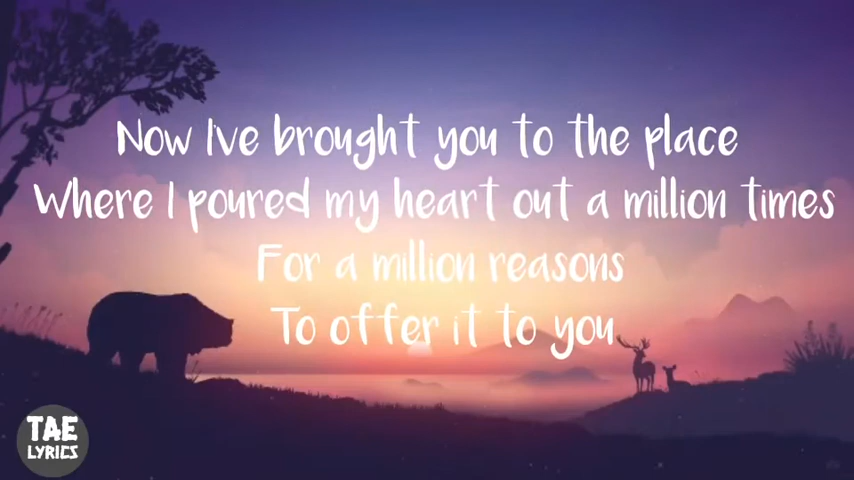 Now I've brought you to the place
Where I poured my heart out a million times
For a million reasons
To offer it to you
TAE
LYRICS